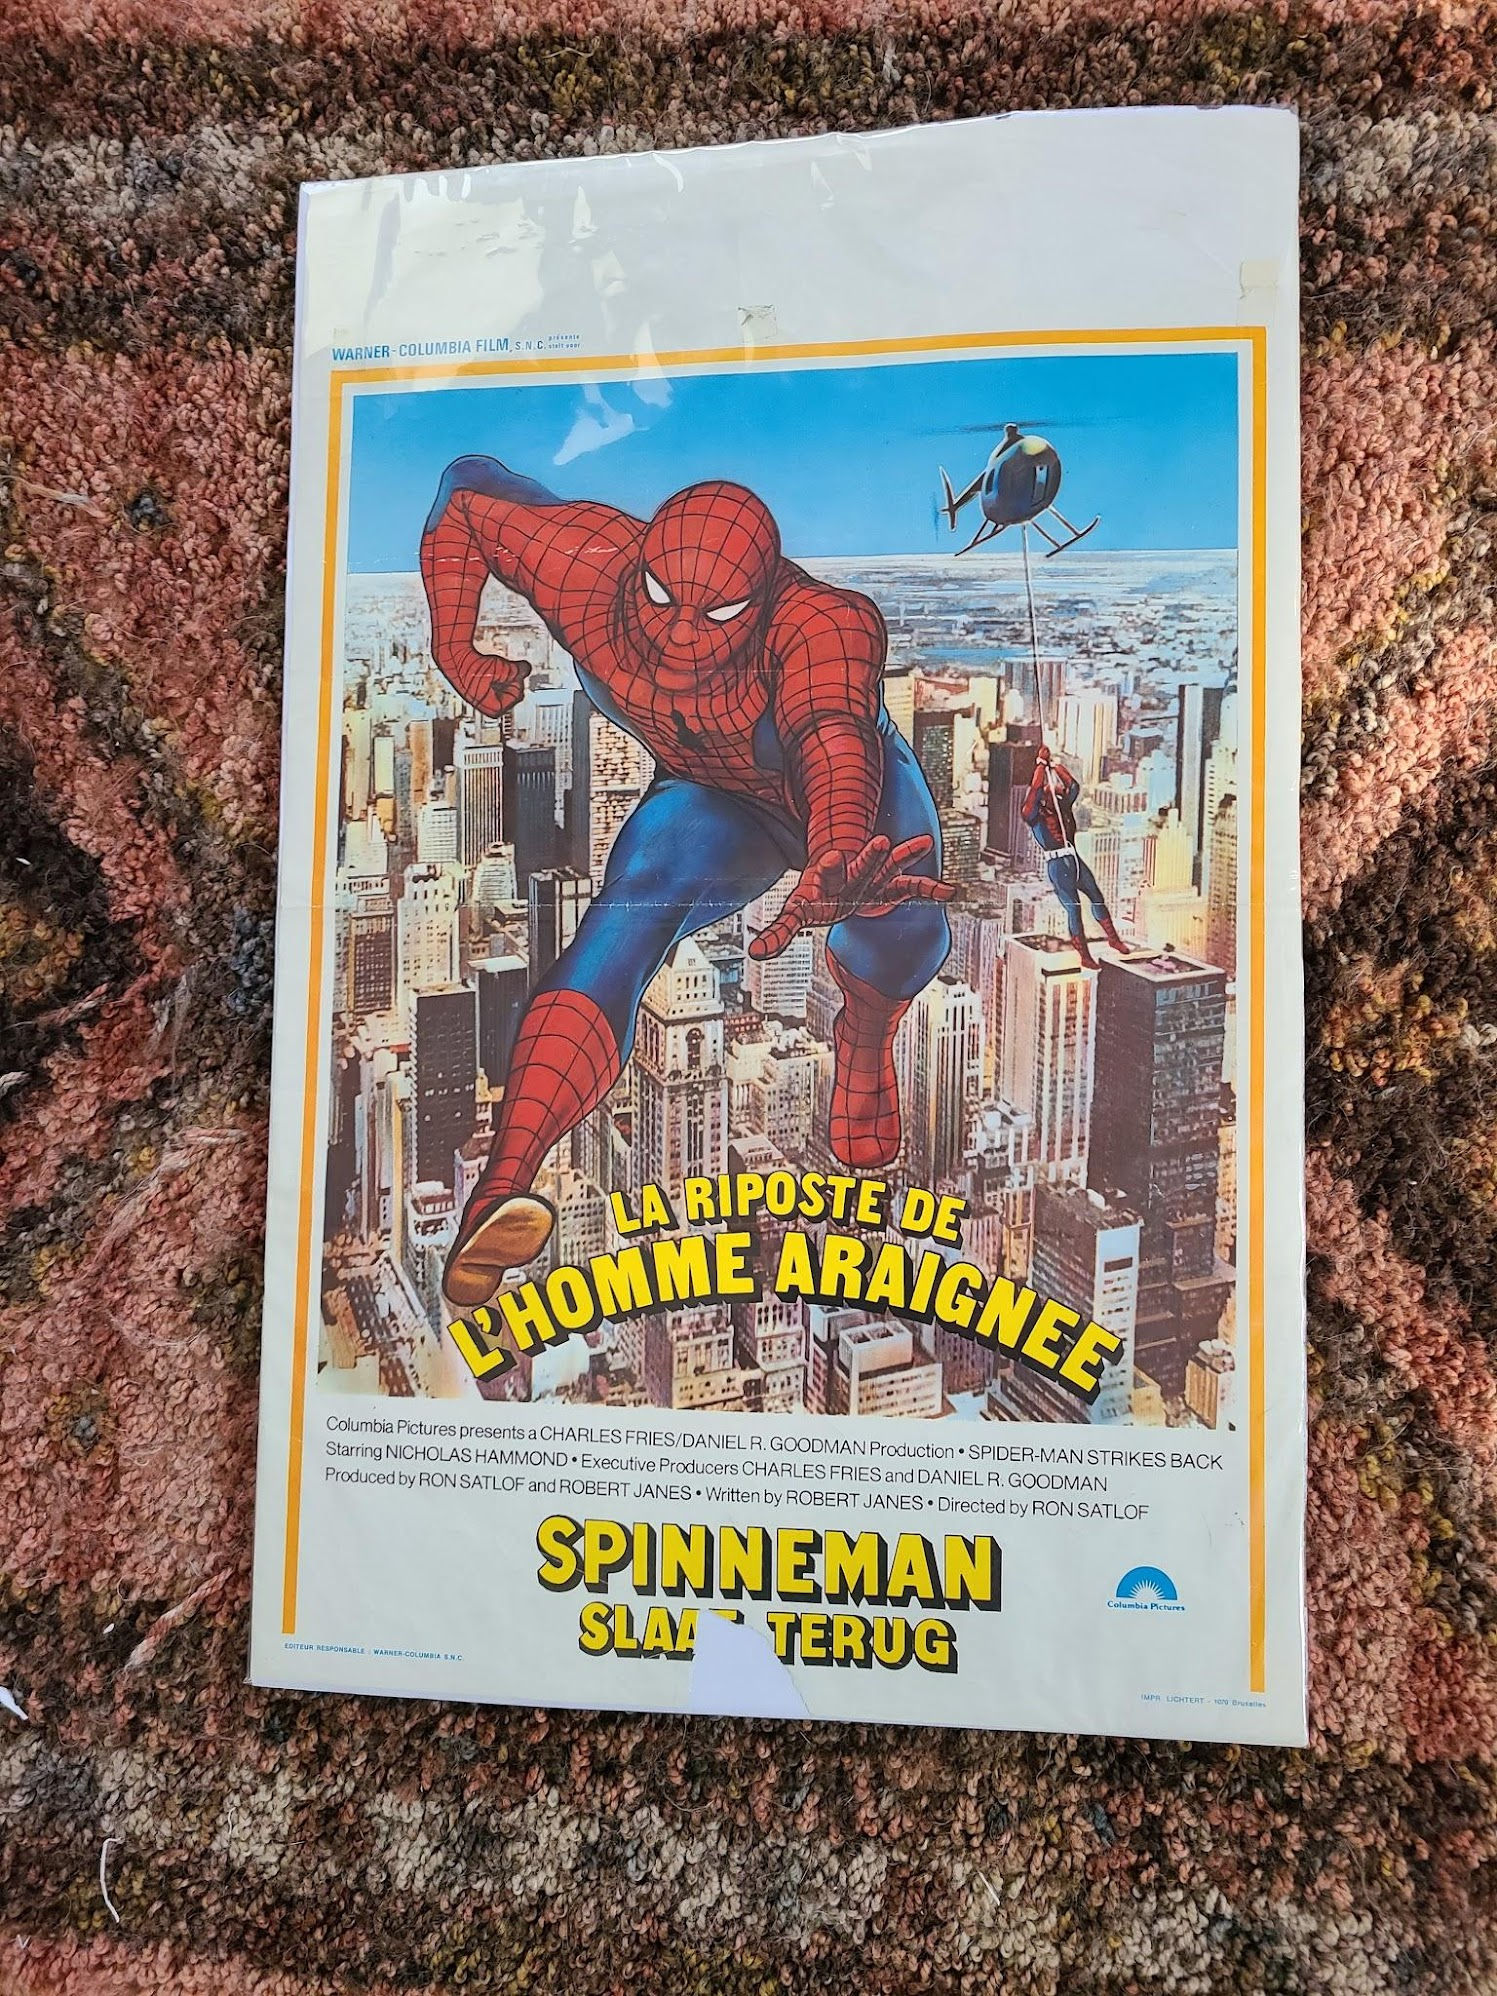 WARNER-COLUMBIA FILM, S.N.C. présente
stelt voor
LA RIPOSTE DE
L'HOMME ARAIGNEE
Columbia Pictures presents a CHARLES FRIES/DANIEL R. GOODMAN Production • SPIDER-MAN STRIKES BACK
Starring NICHOLAS HAMMOND • Executive Producers CHARLES FRIES and DANIEL R. GOODMAN
Produced by RON SATLOF and ROBERT JANES • Written by ROBERT JANES • Directed by RON SATLOF
SPINNEMAN
TERUG
Columbia Pictures
EDITEUR RESPONSABLE : WARNER-COLUMBIA S.N.C.
IMPR. LICHTERT - 1070 Bruxelles